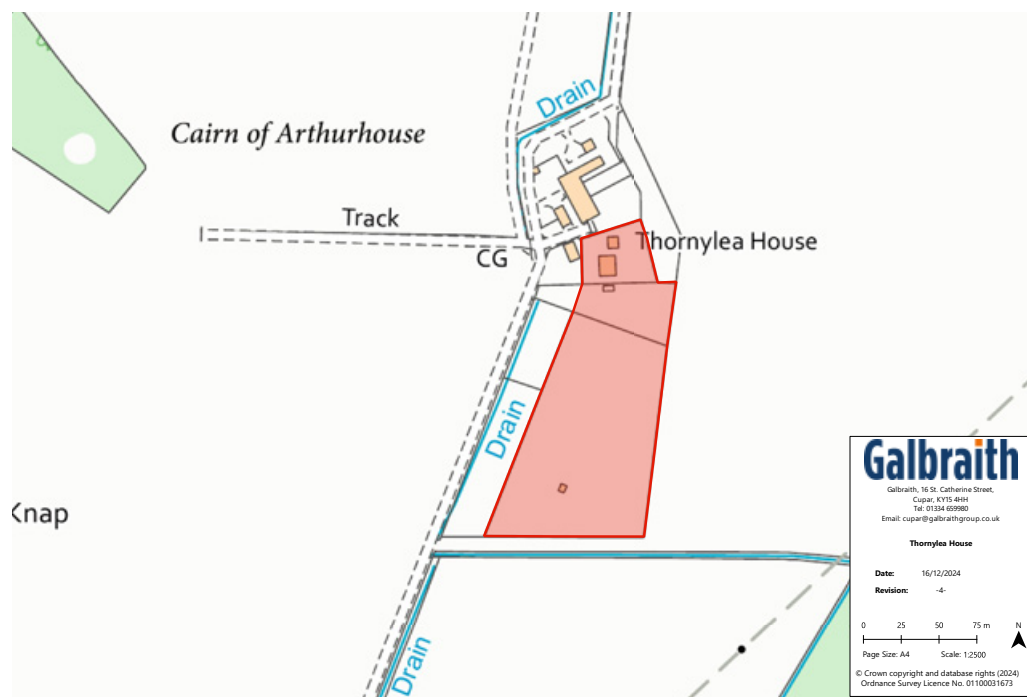 Drain
Cairn of Arthurhouse
Track
CG
Thornylea House
Drain
Knap
Drain
Galbraith
Galbraith, 16 St. Catherine Street,
Cupar, KY15 4HH
Tel: 01334 659980
Email: cupar@galbraithgroup.co.uk
Thornylea House
Date: 16/12/2024
Revision: -4-
0 25 50 75 m N
Page Size: A4 Scale: 1:2500
© Crown copyright and database rights (2024)
Ordnance Survey Licence No. 01100031673